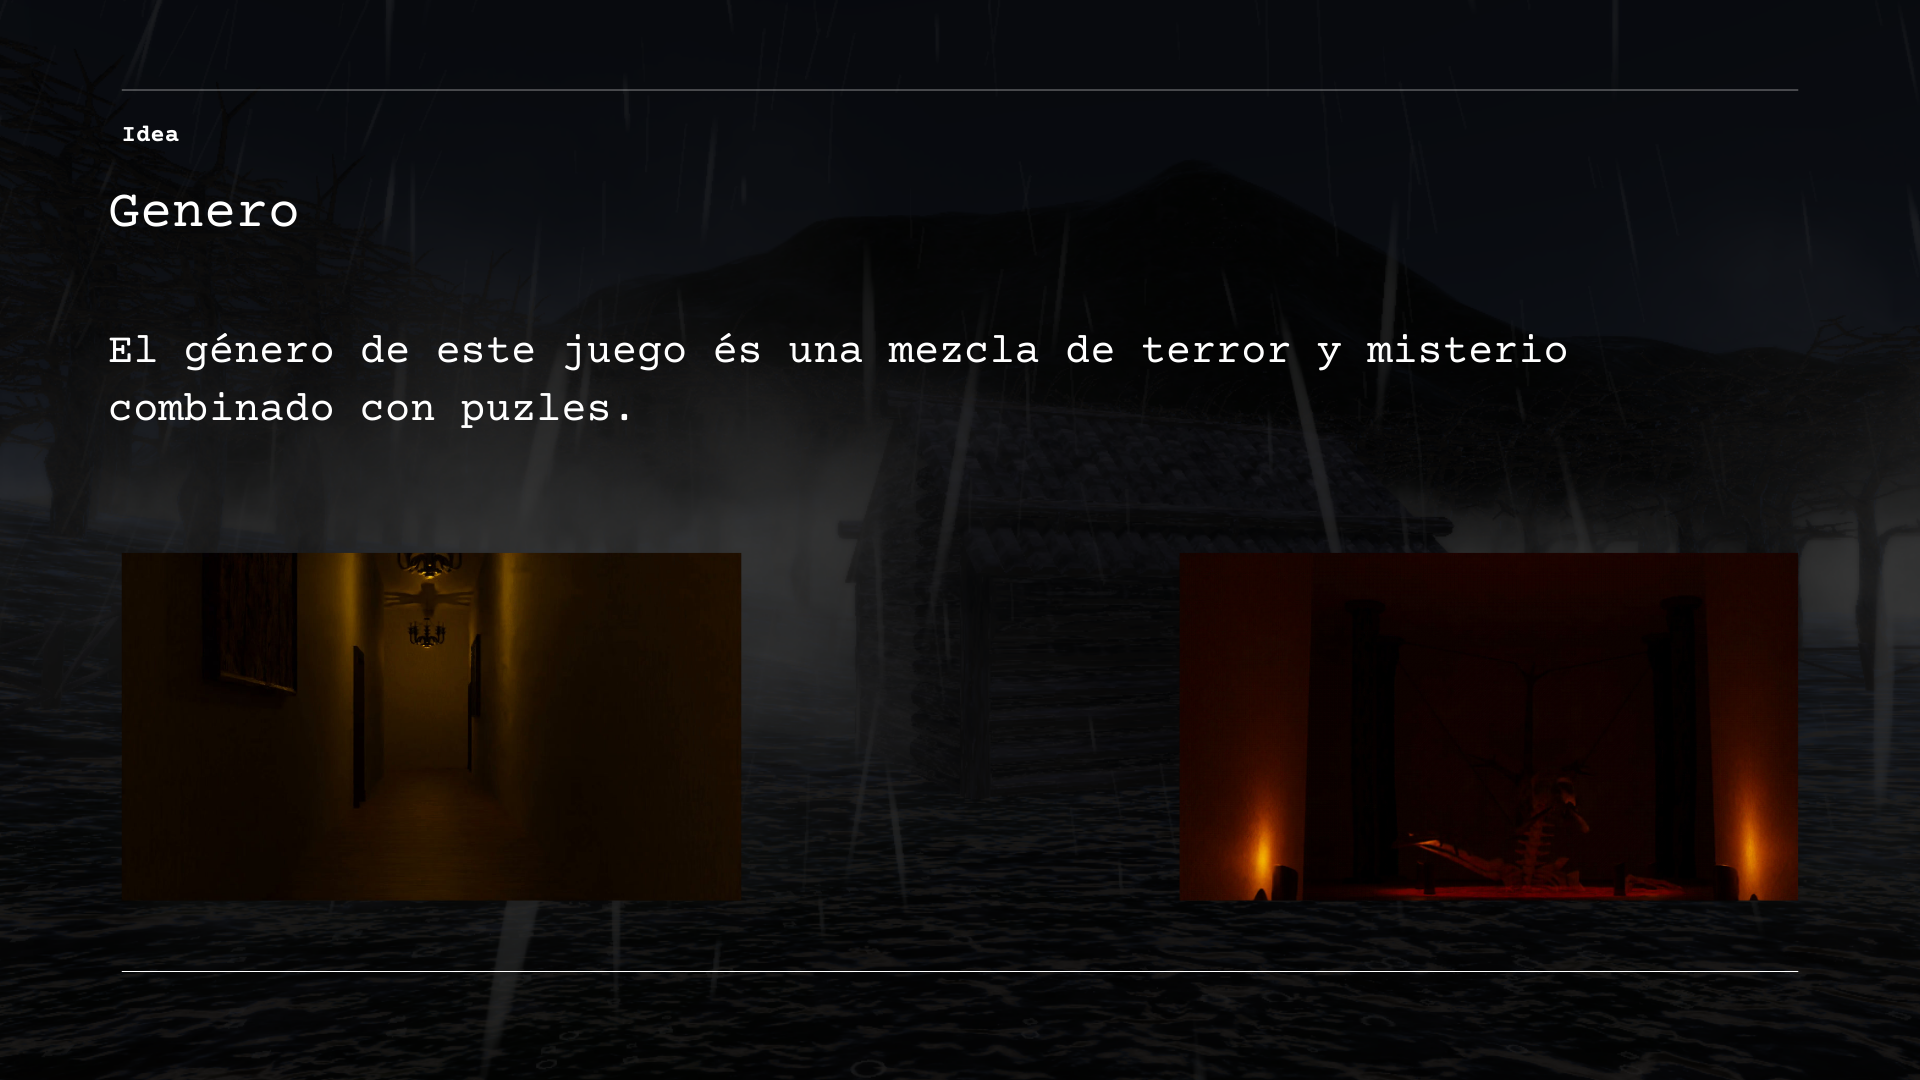 Idea
Genero
El género de este juego és una mezcla de terror y misterio
combinado con puzles.